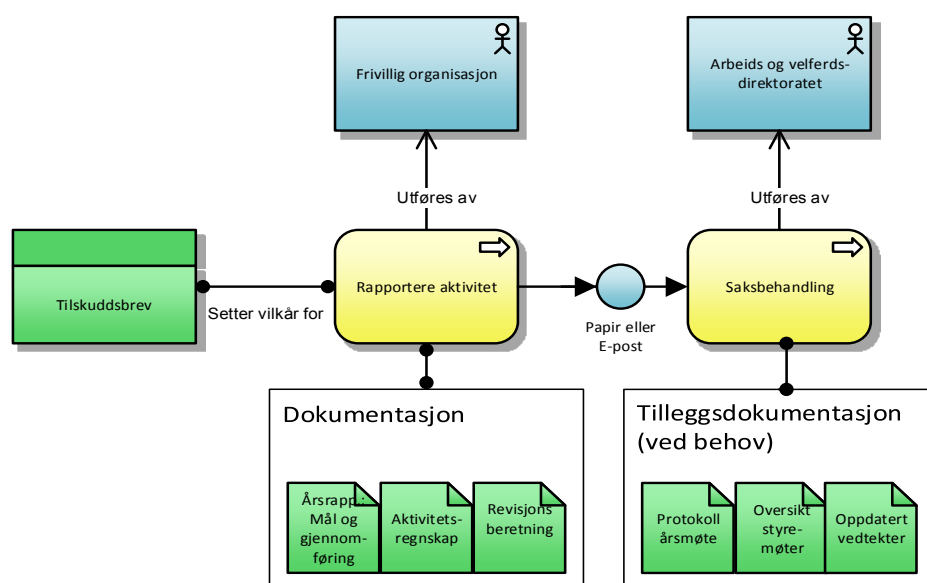 Frivillig organisasjon
Arbeids og velferds-
direktoratet
Utføres av
Utføres av
Tilskuddsbrev
Setter vilkår for
Rapportere aktivitet
Papir eller
E-post
Saksbehandling
Dokumentasjon
Årsrapp.:
Mål og
gjennom-
føring
Aktivitets-
regnskap
Revisjons
beretning
Tilleggsdokumentasjon
(ved behov)
Protokoll
årsmøte
Oversikt
styre-
møter
Oppdatert
vedtekter